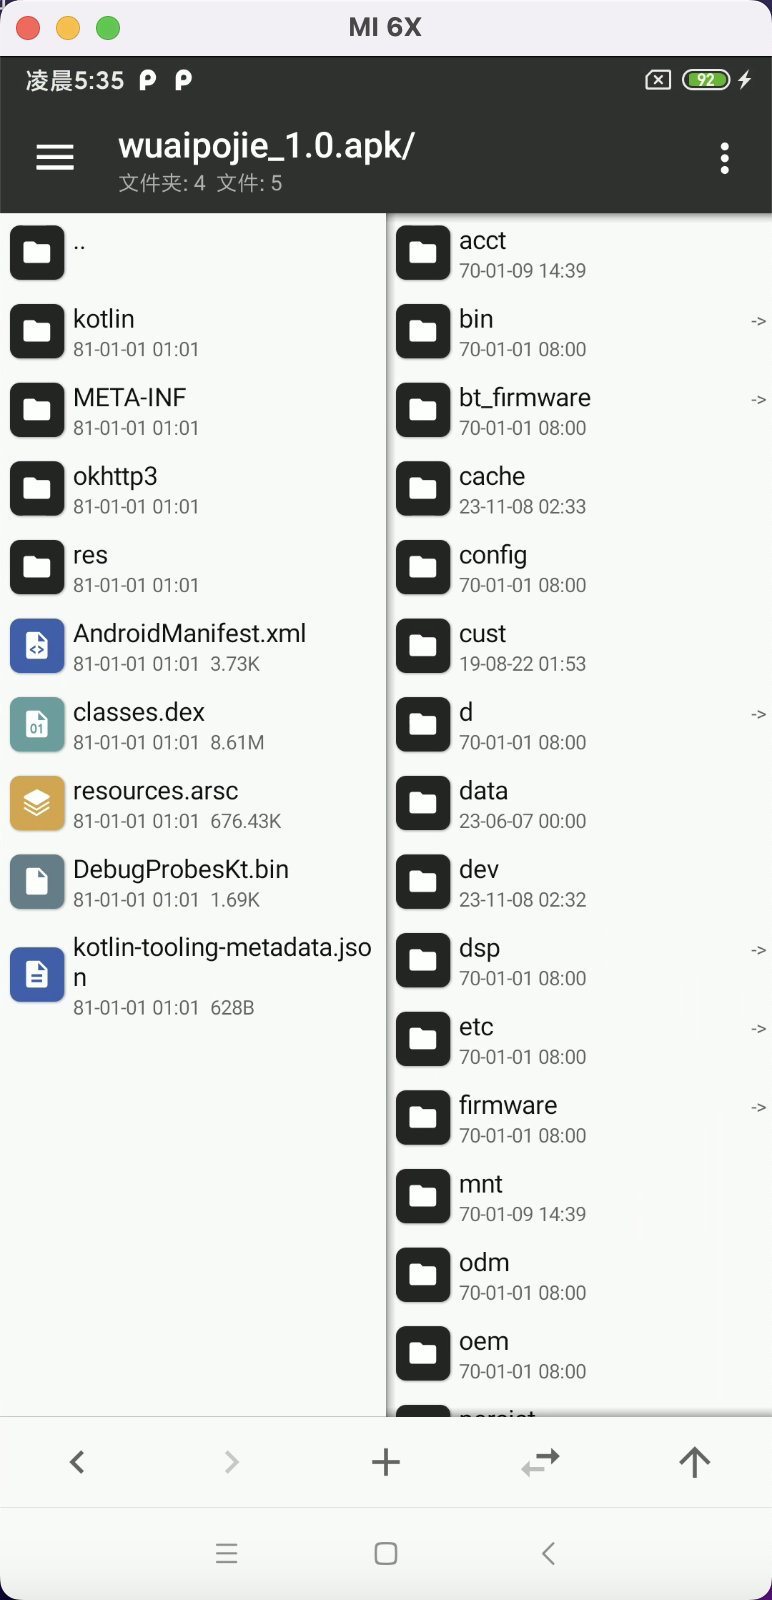 MI 6X
凌晨5:35
92
wuaipojie_1.0.apk/
文件夹: 4 文件: 5
..
kotlin
81-01-01 01:01
META-INF
81-01-01 01:01
okhttp3
81-01-01 01:01
res
81-01-01 01:01
AndroidManifest.xml
81-01-01 01:01 3.73K
classes.dex
81-01-01 01:01 8.61M
resources.arsc
81-01-01 01:01 676.43K
DebugProbesKt.bin
81-01-01 01:01 1.69K
kotlin-tooling-metadata.jso
n
81-01-01 01:01 628B
acct
70-01-09 14:39
bin
->
70-01-01 08:00
bt_firmware
->
70-01-01 08:00
cache
23-11-08 02:33
config
70-01-01 08:00
cust
19-08-22 01:53
d
->
70-01-01 08:00
data
23-06-07 00:00
dev
23-11-08 02:32
dsp
->
70-01-01 08:00
etc
->
70-01-01 08:00
firmware
->
70-01-01 08:00
mnt
70-01-09 14:39
odm
70-01-01 08:00
oem
70-01-01 08:00